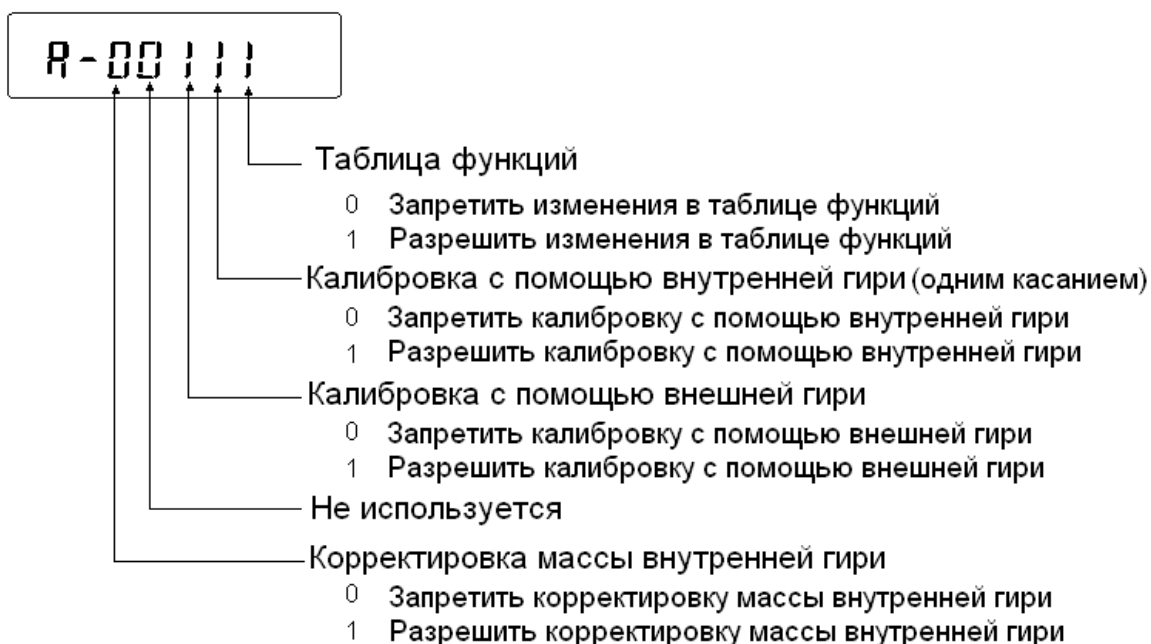 A-00111
Таблица функций
0 Запретить изменения в таблице функций
1 Разрешить изменения в таблице функций
Калибровка с помощью внутренней гири (одним касанием)
0 Запретить калибровку с помощью внутренней гири
1 Разрешить калибровку с помощью внутренней гири
Калибровка с помощью внешней гири
0 Запретить калибровку с помощью внешней гири
1 Разрешить калибровку с помощью внешней гири
Не используется
Корректировка массы внутренней гири
0 Запретить корректировку массы внутренней гири
1 Разрешить корректировку массы внутренней гири